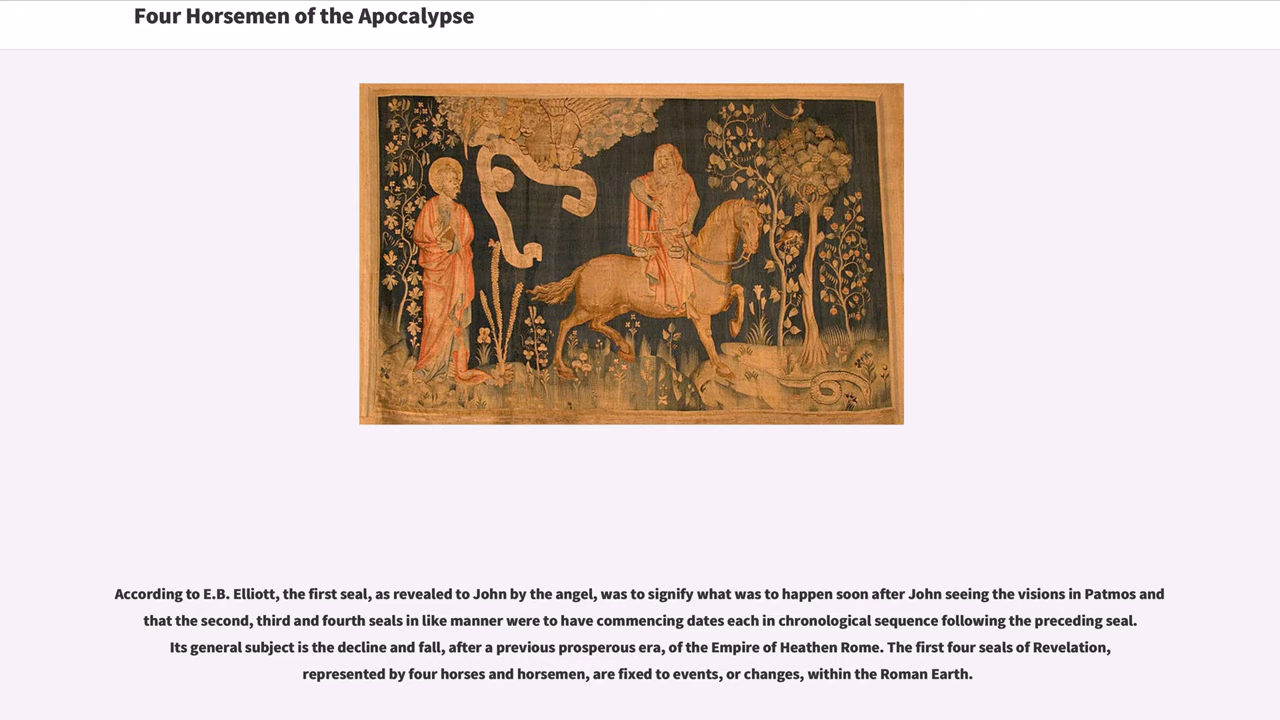 Four Horsemen of the Apocalypse
According to E.B. Elliott, the first seal, as revealed to John by the angel, was to signify what was to happen soon after John seeing the visions in Patmos and
that the second, third and fourth seals in like manner were to have commencing dates each in chronological sequence following the preceding seal.
Its general subject is the decline and fall, after a previous prosperous era, of the Empire of Heathen Rome. The first four seals of Revelation,
represented by four horses and horsemen, are fixed to events, or changes, within the Roman Earth.